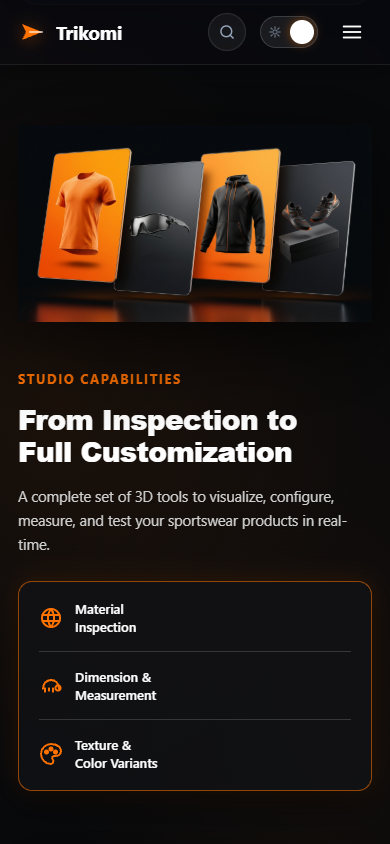 Trikomi
STUDIO CAPABILITIES
From Inspection to
Full Customization
A complete set of 3D tools to visualize, configure,
measure, and test your sportswear products in real-
time.
Material
Inspection
Dimension &
Measurement
Texture &
Color Variants